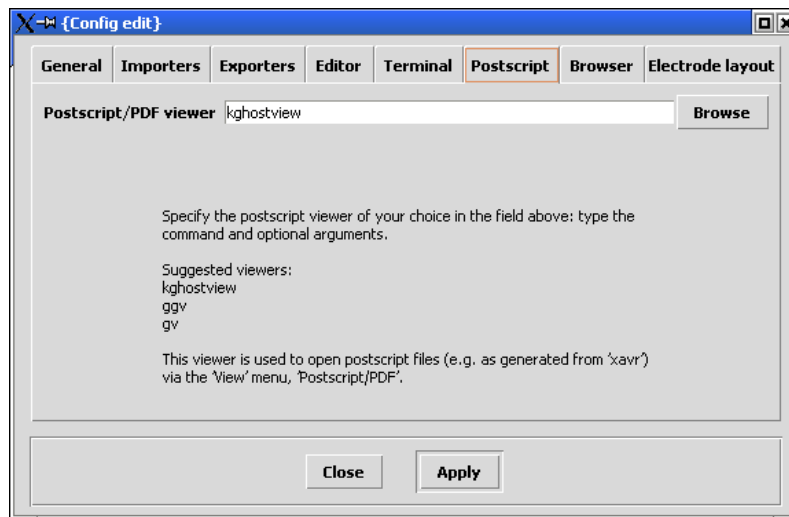 {Config edit}
General Importers Exporters Editor Terminal Postscript Browser Electrode layout
Postscript/PDF viewer kghostview Browse
Specify the postscript viewer of your choice in the field above: type the
command and optional arguments.
Suggested viewers:
kghostview
ggv
gv
This viewer is used to open postscript files (e.g. as generated from 'xavr')
via the 'View' menu, 'Postscript/PDF'.
Close Apply